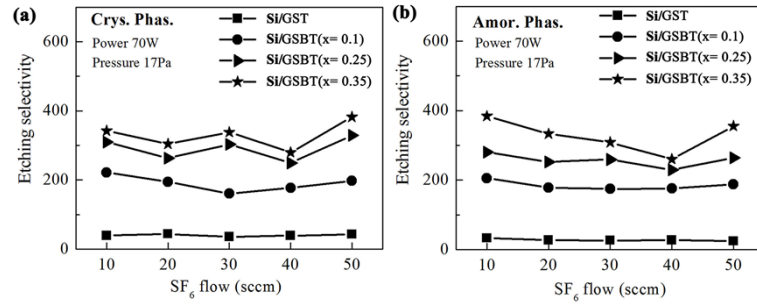 (a)
Crys. Phas.
Power 70W
Pressure 17Pa
Si/GST
Si/GSBT(x= 0.1)
Si/GSBT(x= 0.25)
Si/GSBT(x= 0.35)
Etching selectivity
600
400
200
0
10 20 30 40 50
SF6 flow (sccm)
(b)
Amor. Phas.
Power 70W
Pressure 17Pa
Si/GST
Si/GSBT(x= 0.1)
Si/GSBT(x= 0.25)
Si/GSBT(x= 0.35)
Etching selectivity
600
400
200
0
10 20 30 40 50
SF6 flow (sccm)